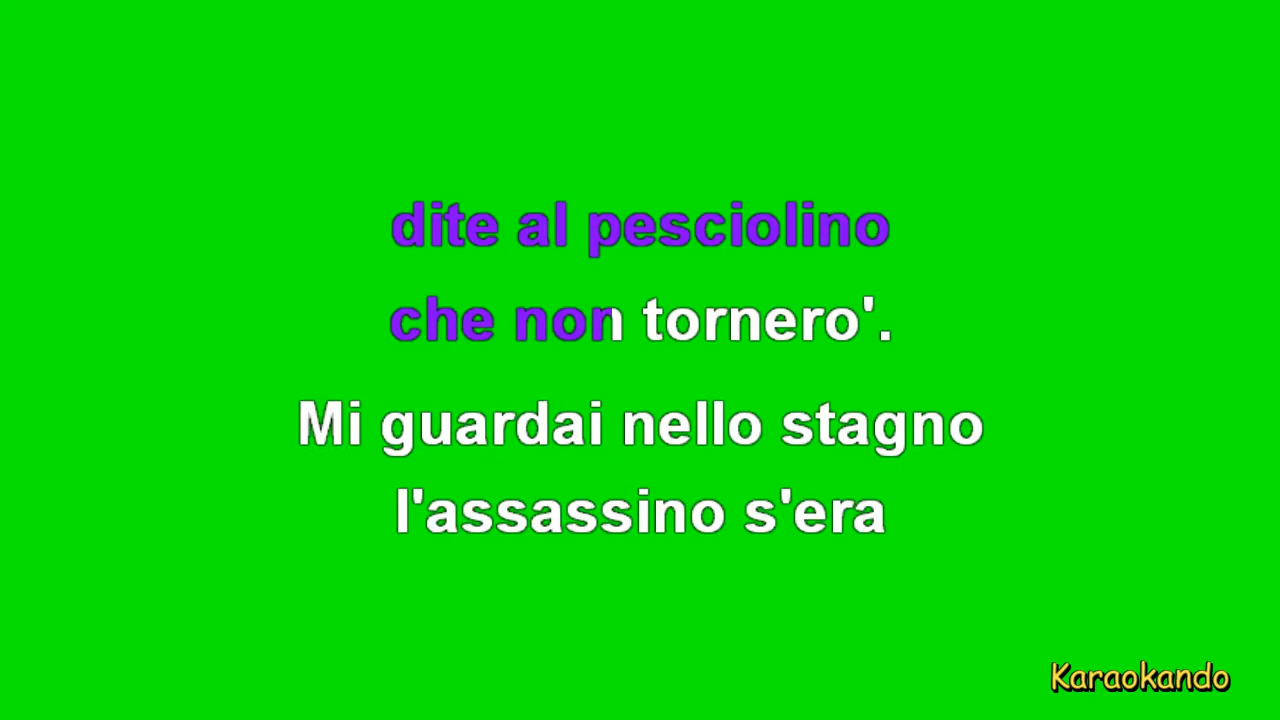 dite al pesciolino
che non tornero'.
Mi guardai nello stagno
l'assassino s'era
Karaokando